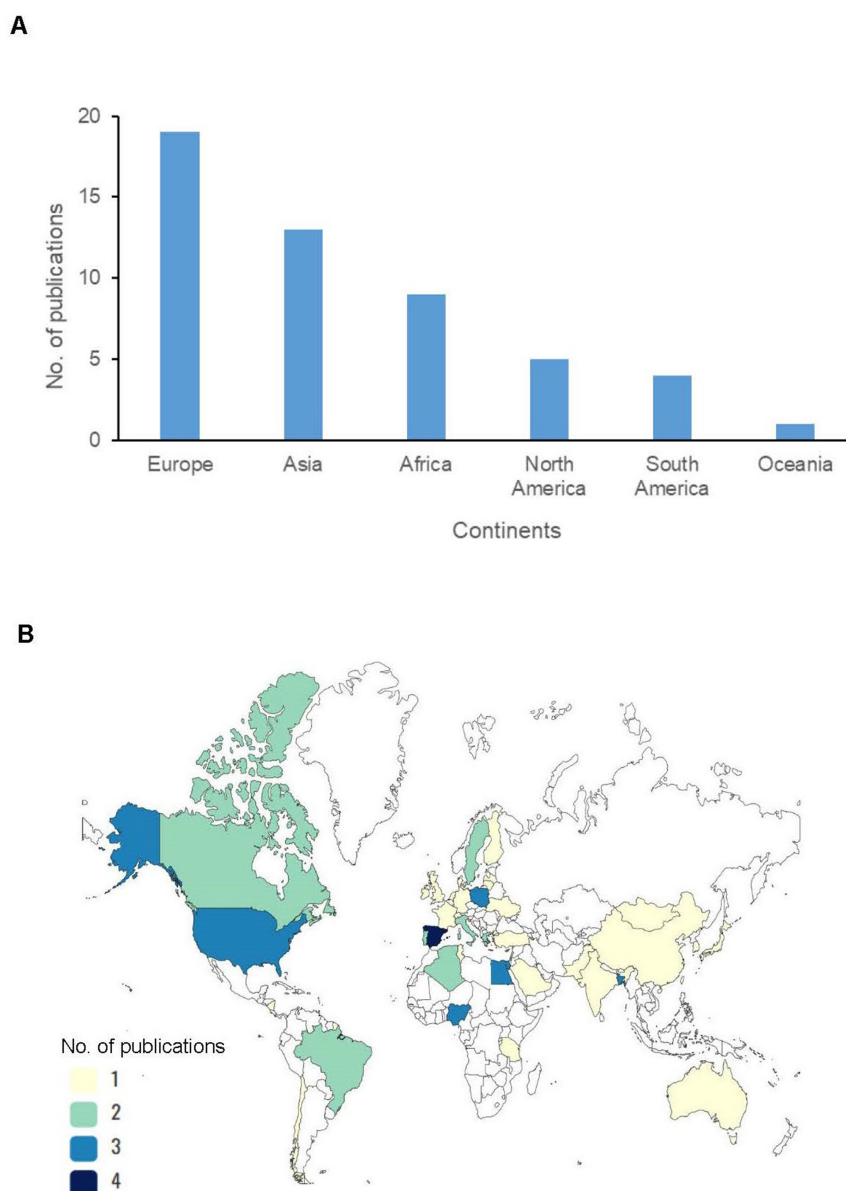 A
20
15
10
5
0
No. of publications
Europe
Asia
Africa
North
America
South
America
Oceania
Continents
B
No. of publications
1
2
3
4